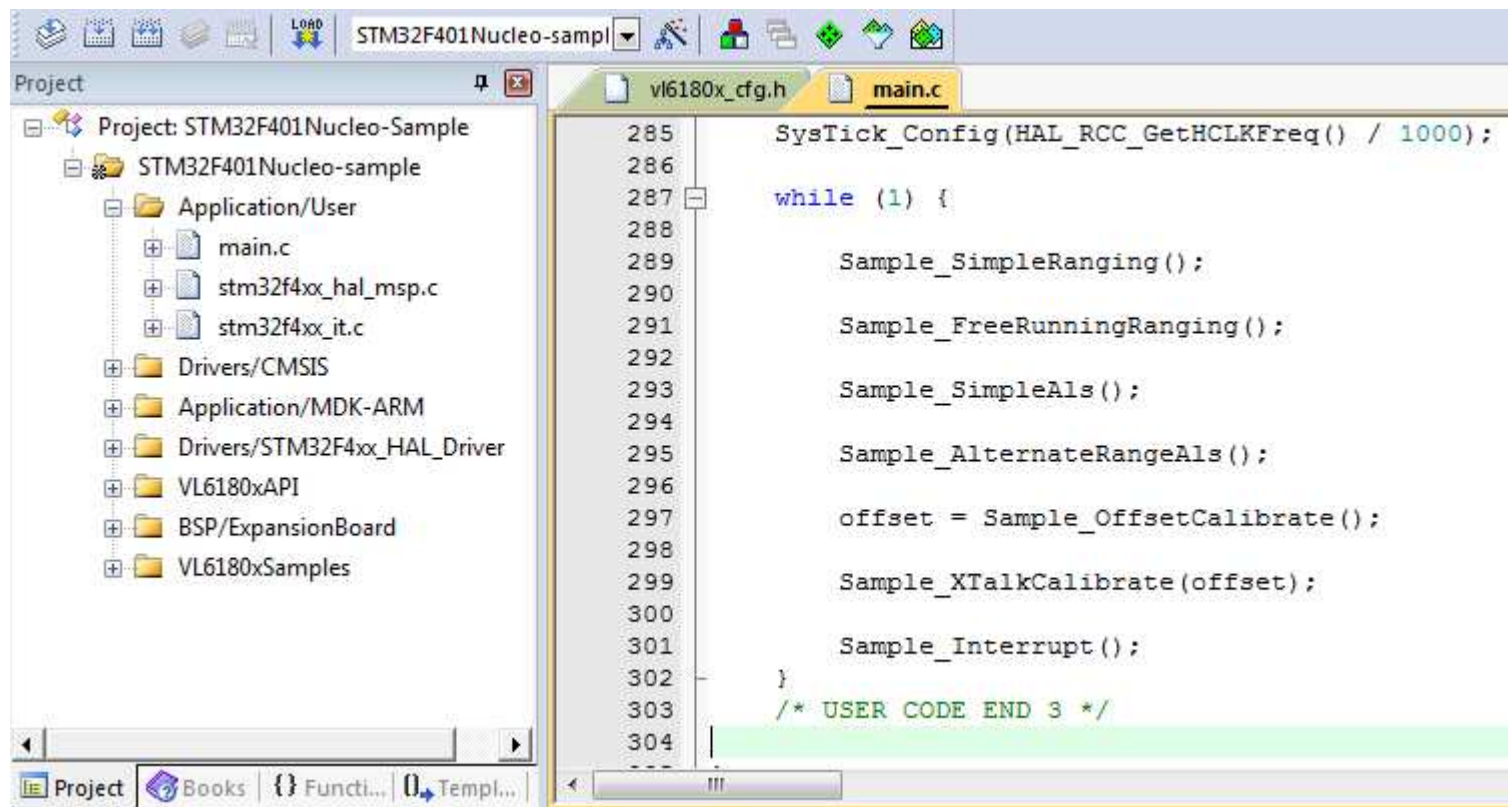 LOAD
STM32F401Nucleo-sampl
Project
Project: STM32F401Nucleo-Sample
STM32F401Nucleo-sample
Application/User
main.c
stm32f4xx_hal_msp.c
stm32f4xx_it.c
Drivers/CMSIS
Application/MDK-ARM
Drivers/STM32F4xx_HAL_Driver
VL6180xAPI
BSP/ExpansionBoard
VL6180xSamples
Project Books {} Functi... 0 Templ...
vl6180x_cfg.h main.c
285 SysTick_Config(HAL_RCC_GetHCLKFreq() / 1000);
286
287 while (1) {
288
289 Sample_SimpleRanging();
290
291 Sample_FreeRunningRanging();
292
293 Sample_SimpleAls();
294
295 Sample_AlternateRangeAls();
296
297 offset = Sample_OffsetCalibrate();
298
299 Sample_XTalkCalibrate(offset);
300
301 Sample_Interrupt();
302 }
303 /* USER CODE END 3 */
304